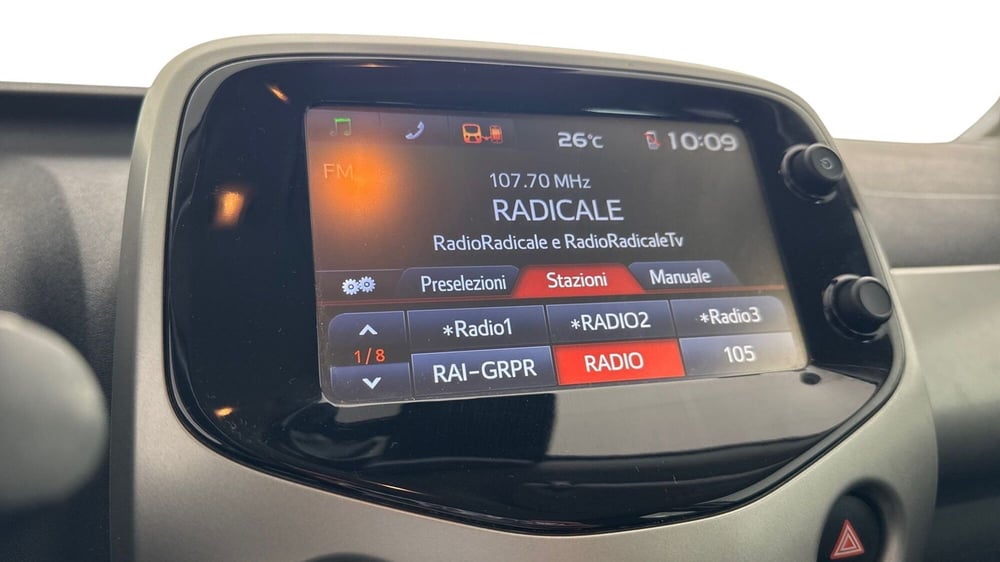 26°C 10:09
FM
107.70 MHz
RADICALE
RadioRadicale e RadioRadicaleTv
Preselezioni Stazioni Manuale
*Radio1 *RADIO2 *Radio3
1/8
RAI-GRPR RADIO 105